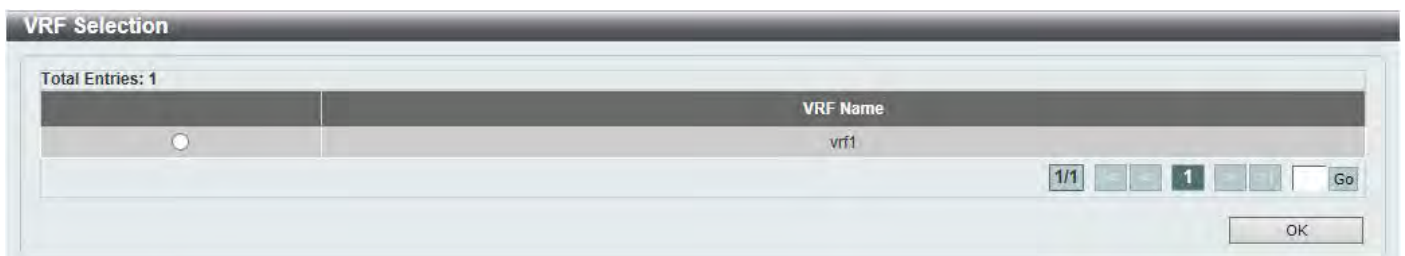 VRF Selection
Total Entries: 1
VRF Name
vrf1
1/1 |< < 1 > >| Go
OK